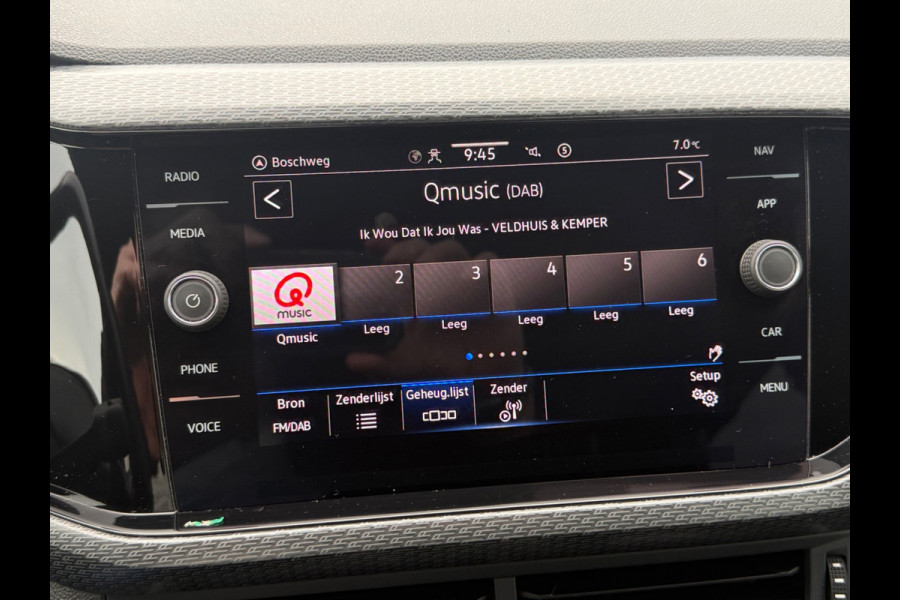 RADIO
MEDIA
PHONE
VOICE
Boschweg
9:45
5
7.0°C
Qmusic (DAB)
Ik Wou Dat Ik Jou Was - VELDHUIS & KEMPER
MUSIC
2 3 4 5 6
Qmusic Leeg Leeg Leeg Leeg Leeg
Setup
Bron Zenderlijst Geheug.lijst Zender
FM/DAB
NAV
APP
CAR
MENU